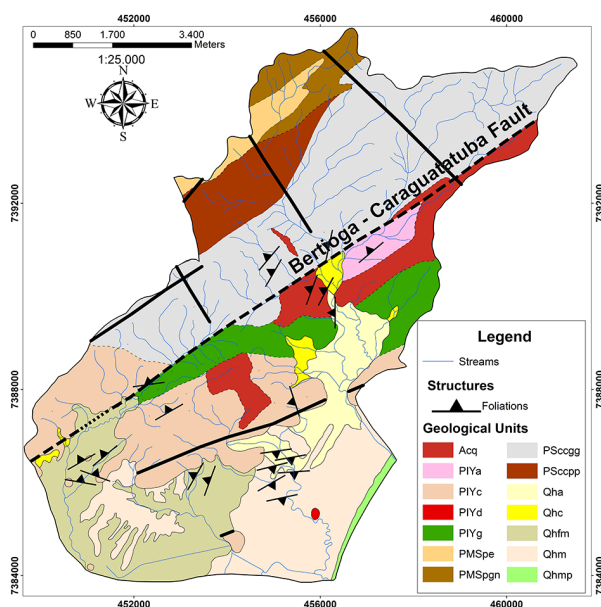 452000 456000 460000
0 850 1.700 3.400
Meters
1:25.000
N
W E
S
7392000 7392000
Bertioga - Caraguatatuba Fault
7388000 7388000
7384000 7384000
Legend
Streams
Structures
Foliations
Geological Units
Acq PSccgg
PIYa PSccpp
PIYc Qha
PIYd Qhc
PIYg Qhfm
PMSpe Qhm
PMSpgn Qhmp
452000 456000 460000